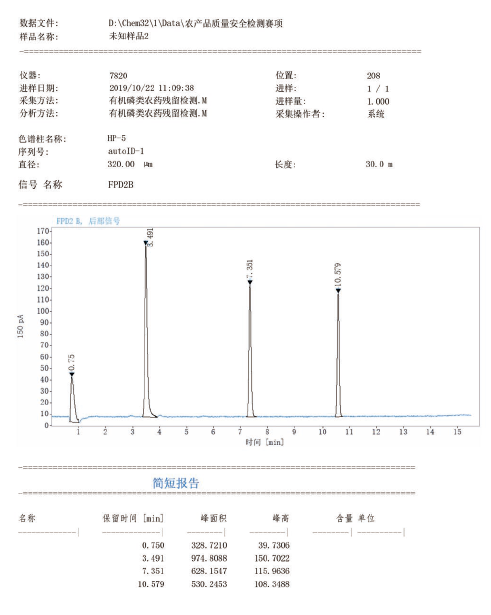 数据文件: D:\Chem32\1\Data\农产品质量安全检测赛项
样品名称: 未知样品2
仪器: 7820 位置: 208
进样日期: 2019/10/22 11:09:38 进样: 1 / 1
采集方法: 有机磷类农药残留检测.M 进样量: 1.000
分析方法: 有机磷类农药残留检测.M 采集操作者: 系统
色谱柱名称: HP-5
序列号: autoID-1
直径: 320.00 μm 长度: 30.0 m
信号 名称 FPD2B
FPD2 B, 后部信号
150 pA
170
160
150
140
130
120
110
100
90
80
70
60
50
40
30
20
10
0
0.75
3.491
7.351
10.579
1 2 3 4 5 6 7 8 9 10 11 12 13 14 15
时间 [min]
简短报告
名称 保留时间 [min] 峰面积 峰高 含量 单位
0.750 328.7210 39.7306
3.491 974.8088 150.7022
7.351 628.1547 115.9636
10.579 530.2453 108.3488